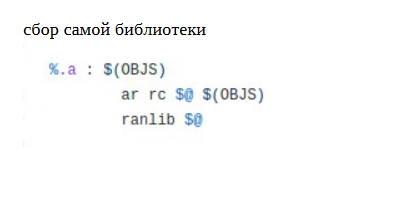 сбор самой библиотеки
%.a : $(OBJS)
ar rc $@ $(OBJS)
ranlib $@